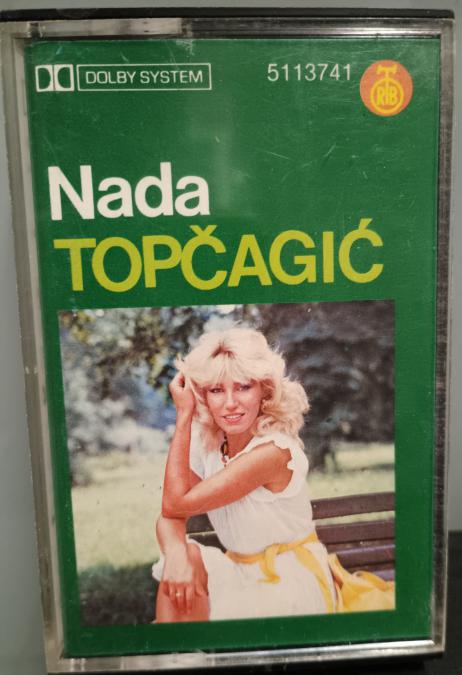 DOLBY SYSTEM
5113741
RTB
Nada
TOPČAGIĆ